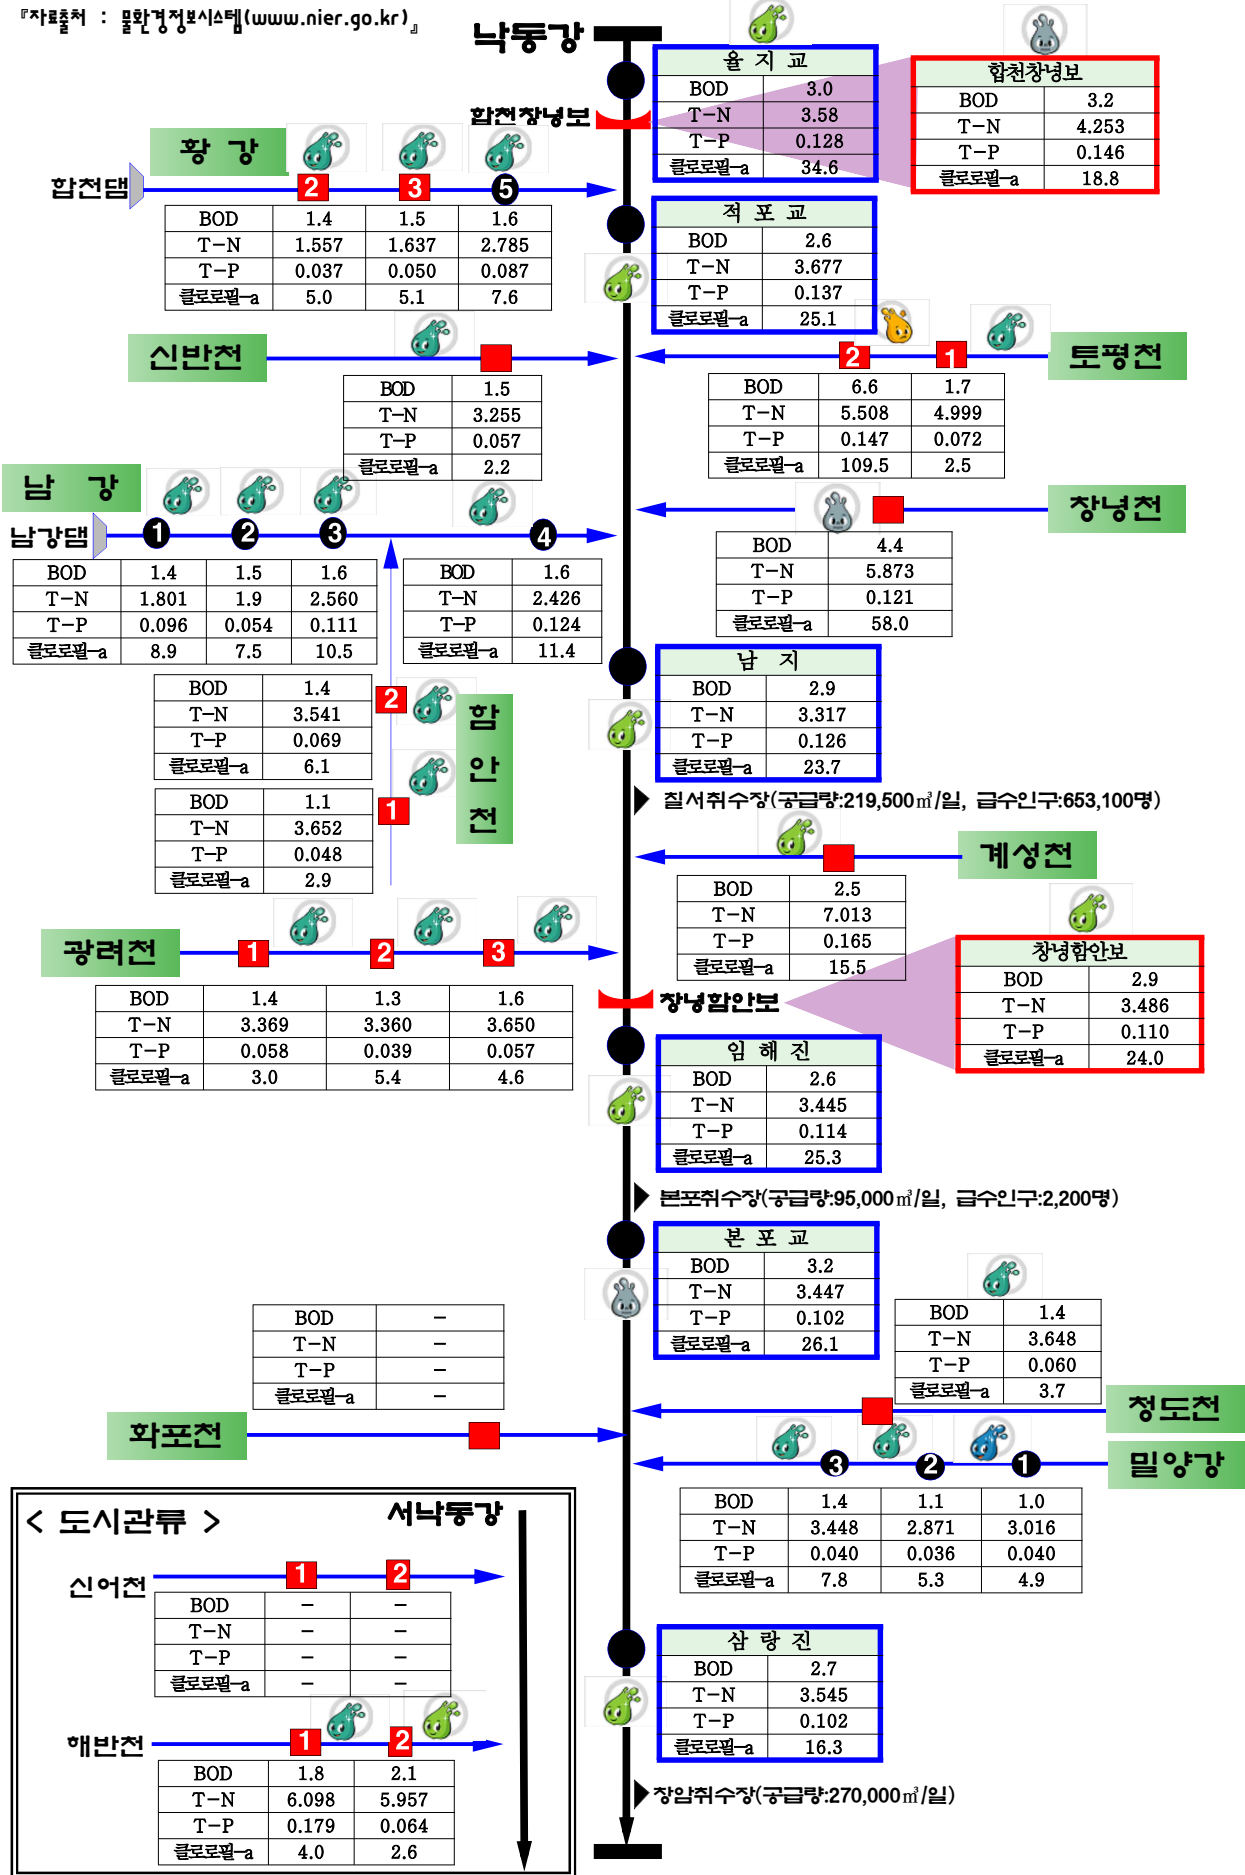 『자료출처 : 물환경정보시스템(www.nier.go.kr)』
낙동강
율 지 교
BOD 3.0
T-N 3.58
T-P 0.128
클로로필-a 34.6
합천창녕보
합천창녕보
BOD 3.2
T-N 4.253
T-P 0.146
클로로필-a 18.8
황 강
합천댐
2 3 5
BOD 1.4 1.5 1.6
T-N 1.557 1.637 2.785
T-P 0.037 0.050 0.087
클로로필-a 5.0 5.1 7.6
적 포 교
BOD 2.6
T-N 3.677
T-P 0.137
클로로필-a 25.1
신반천
BOD 1.5
T-N 3.255
T-P 0.057
클로로필-a 2.2
토평천
2 1
BOD 6.6 1.7
T-N 5.508 4.999
T-P 0.147 0.072
클로로필-a 109.5 2.5
남 강
남강댐
1 2 3 4
BOD 1.4 1.5 1.6
T-N 1.801 1.9 2.560
T-P 0.096 0.054 0.111
클로로필-a 8.9 7.5 10.5
BOD 1.6
T-N 2.426
T-P 0.124
클로로필-a 11.4
창녕천
BOD 4.4
T-N 5.873
T-P 0.121
클로로필-a 58.0
남 지
BOD 2.9
T-N 3.317
T-P 0.126
클로로필-a 23.7
함
안
천
2
BOD 1.4
T-N 3.541
T-P 0.069
클로로필-a 6.1
1
BOD 1.1
T-N 3.652
T-P 0.048
클로로필-a 2.9
칠서취수장(공급량:219,500㎥/일, 급수인구:653,100명)
계성천
BOD 2.5
T-N 7.013
T-P 0.165
클로로필-a 15.5
광려천
1 2 3
BOD 1.4 1.3 1.6
T-N 3.369 3.360 3.650
T-P 0.058 0.039 0.057
클로로필-a 3.0 5.4 4.6
창녕함안보
창녕함안보
BOD 2.9
T-N 3.486
T-P 0.110
클로로필-a 24.0
임 해 진
BOD 2.6
T-N 3.445
T-P 0.114
클로로필-a 25.3
본포취수장(공급량:95,000㎥/일, 급수인구:2,200명)
본 포 교
BOD 3.2
T-N 3.447
T-P 0.102
클로로필-a 26.1
BOD 1.4
T-N 3.648
T-P 0.060
클로로필-a 3.7
청도천
BOD -
T-N -
T-P -
클로로필-a -
화포천
밀양강
3 2 1
BOD 1.4 1.1 1.0
T-N 3.448 2.871 3.016
T-P 0.040 0.036 0.040
클로로필-a 7.8 5.3 4.9
< 도시관류 >
서낙동강
신어천
1 2
BOD - -
T-N - -
T-P - -
클로로필-a - -
해반천
1 2
BOD 1.8 2.1
T-N 6.098 5.957
T-P 0.179 0.064
클로로필-a 4.0 2.6
삼 랑 진
BOD 2.7
T-N 3.545
T-P 0.102
클로로필-a 16.3
창암취수장(공급량:270,000㎥/일)